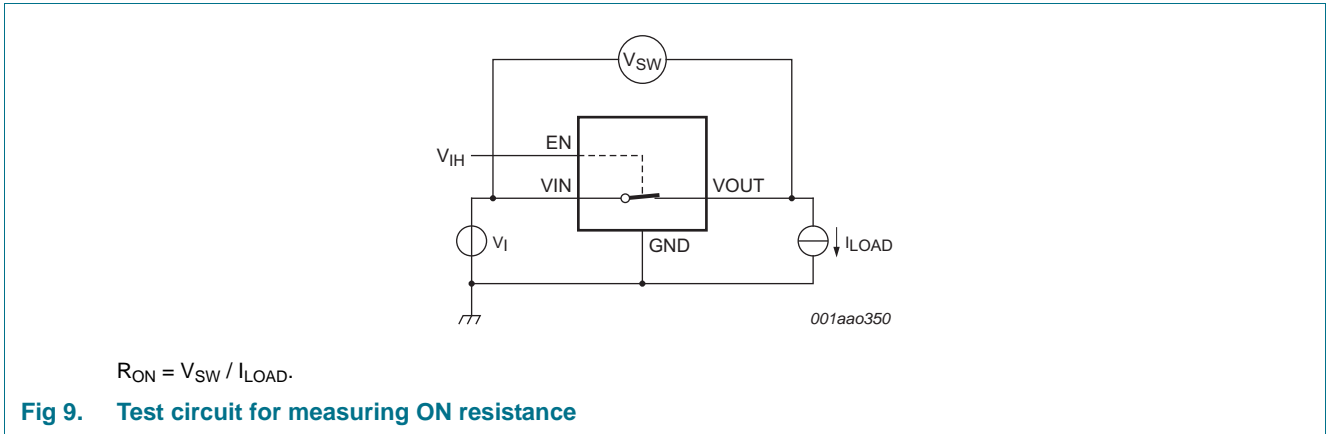 VSW
EN
VIH
VIN
VOUT
VI
GND
ILOAD
001aao350
RON = VSW / ILOAD.
Fig 9. Test circuit for measuring ON resistance